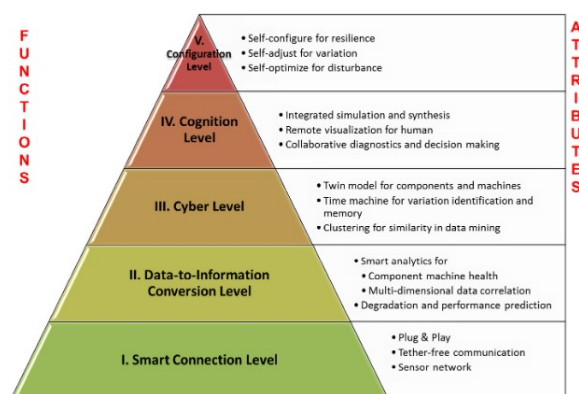 FUNCTIONS
ATTRIBUTES
V.
Configuration
Level
• Self-configure for resilience
• Self-adjust for variation
• Self-optimize for disturbance
IV. Cognition
Level
• Integrated simulation and synthesis
• Remote visualization for human
• Collaborative diagnostics and decision making
III. Cyber Level
• Twin model for components and machines
• Time machine for variation identification and
memory
• Clustering for similarity in data mining
II. Data-to-Information
Conversion Level
• Smart analytics for
• Component machine health
• Multi-dimensional data correlation
• Degradation and performance prediction
I. Smart Connection Level
• Plug & Play
• Tether-free communication
• Sensor network